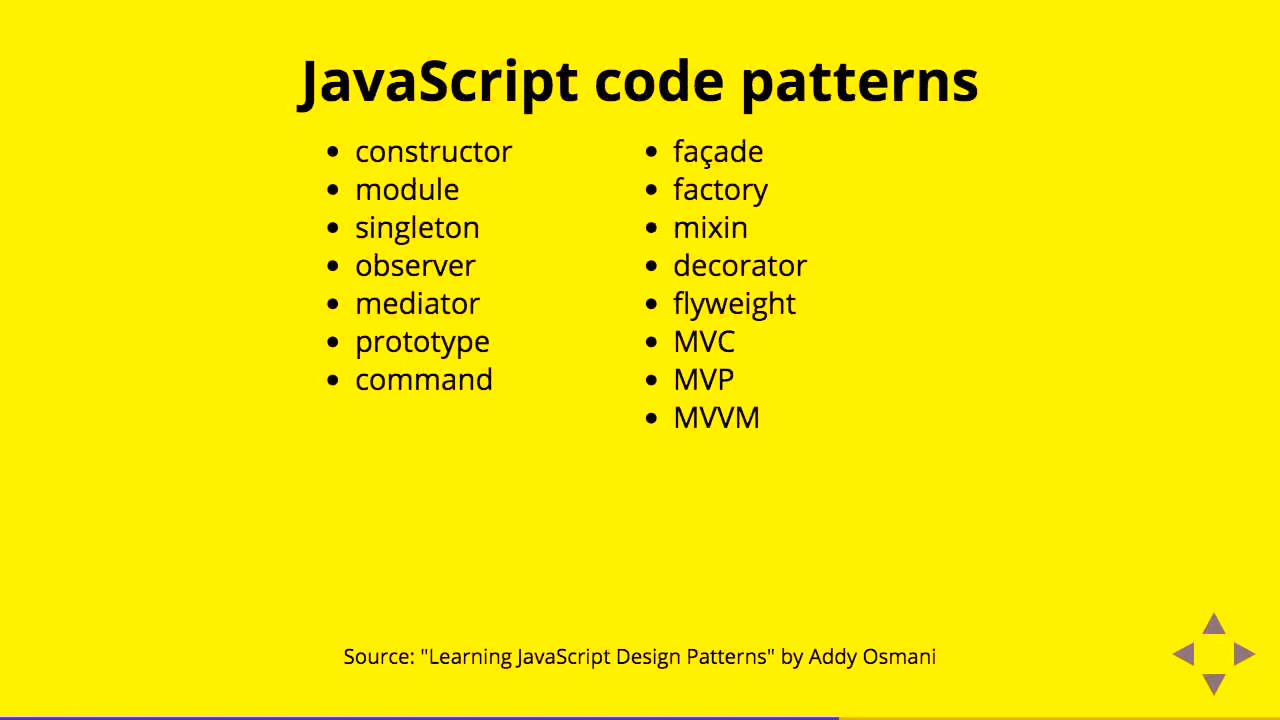 JavaScript code patterns
• constructor
• module
• singleton
• observer
• mediator
• prototype
• command
• façade
• factory
• mixin
• decorator
• flyweight
• MVC
• MVP
• MVVM
Source: "Learning JavaScript Design Patterns" by Addy Osmani